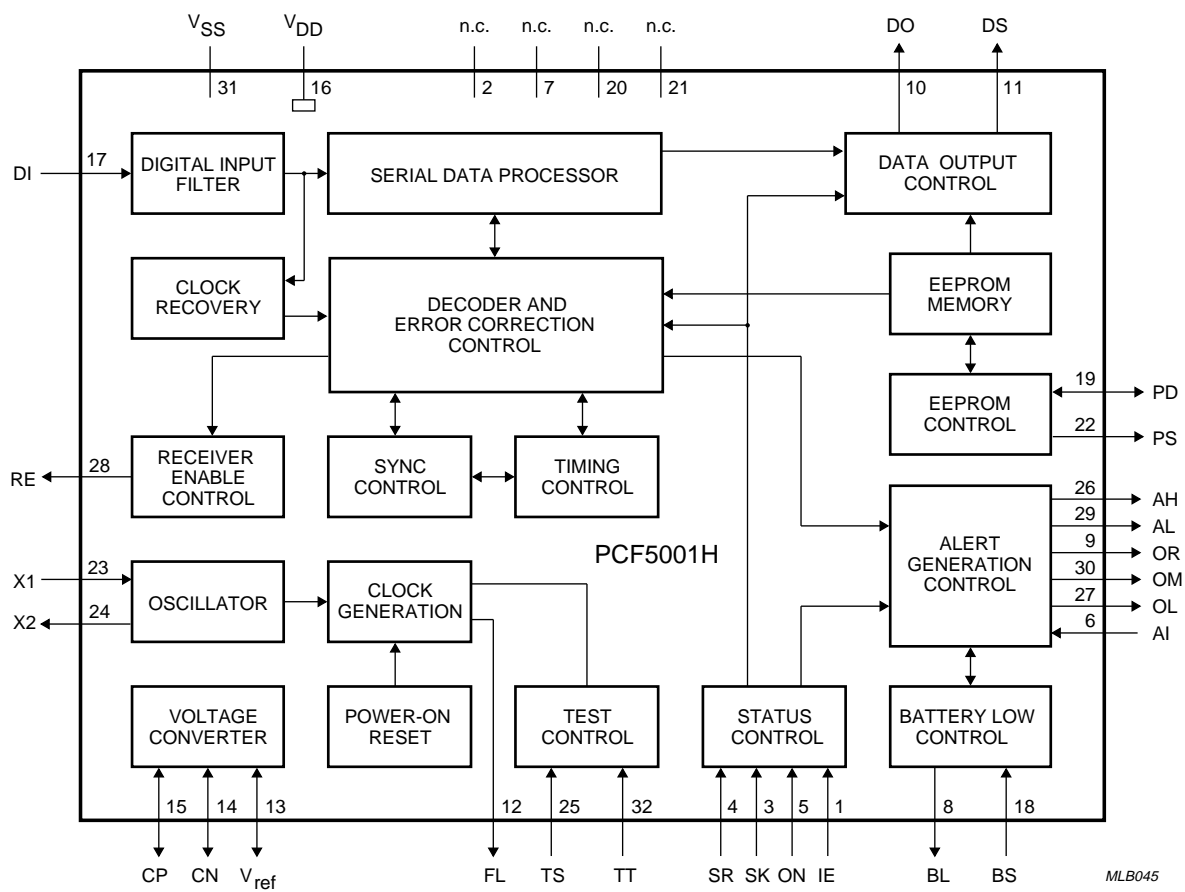 VSS VDD n.c. n.c. n.c. n.c. DO DS
31 16 2 7 20 21 10 11
DI 17
DIGITAL INPUT
FILTER
SERIAL DATA PROCESSOR
DATA OUTPUT
CONTROL
CLOCK
RECOVERY
DECODER AND
ERROR CORRECTION
CONTROL
EEPROM
MEMORY
EEPROM
CONTROL
19 PD
22 PS
RE 28
RECEIVER
ENABLE
CONTROL
SYNC
CONTROL
TIMING
CONTROL
PCF5001H
ALERT
GENERATION
CONTROL
26 AH
29 AL
9 OR
30 OM
27 OL
6 AI
X1 23
X2 24
OSCILLATOR
CLOCK
GENERATION
VOLTAGE
CONVERTER
POWER-ON
RESET
TEST
CONTROL
STATUS
CONTROL
BATTERY LOW
CONTROL
15 14 13 12 25 32 4 3 5 1 8 18
CP CN Vref FL TS TT SR SK ON IE BL BS
MLB045